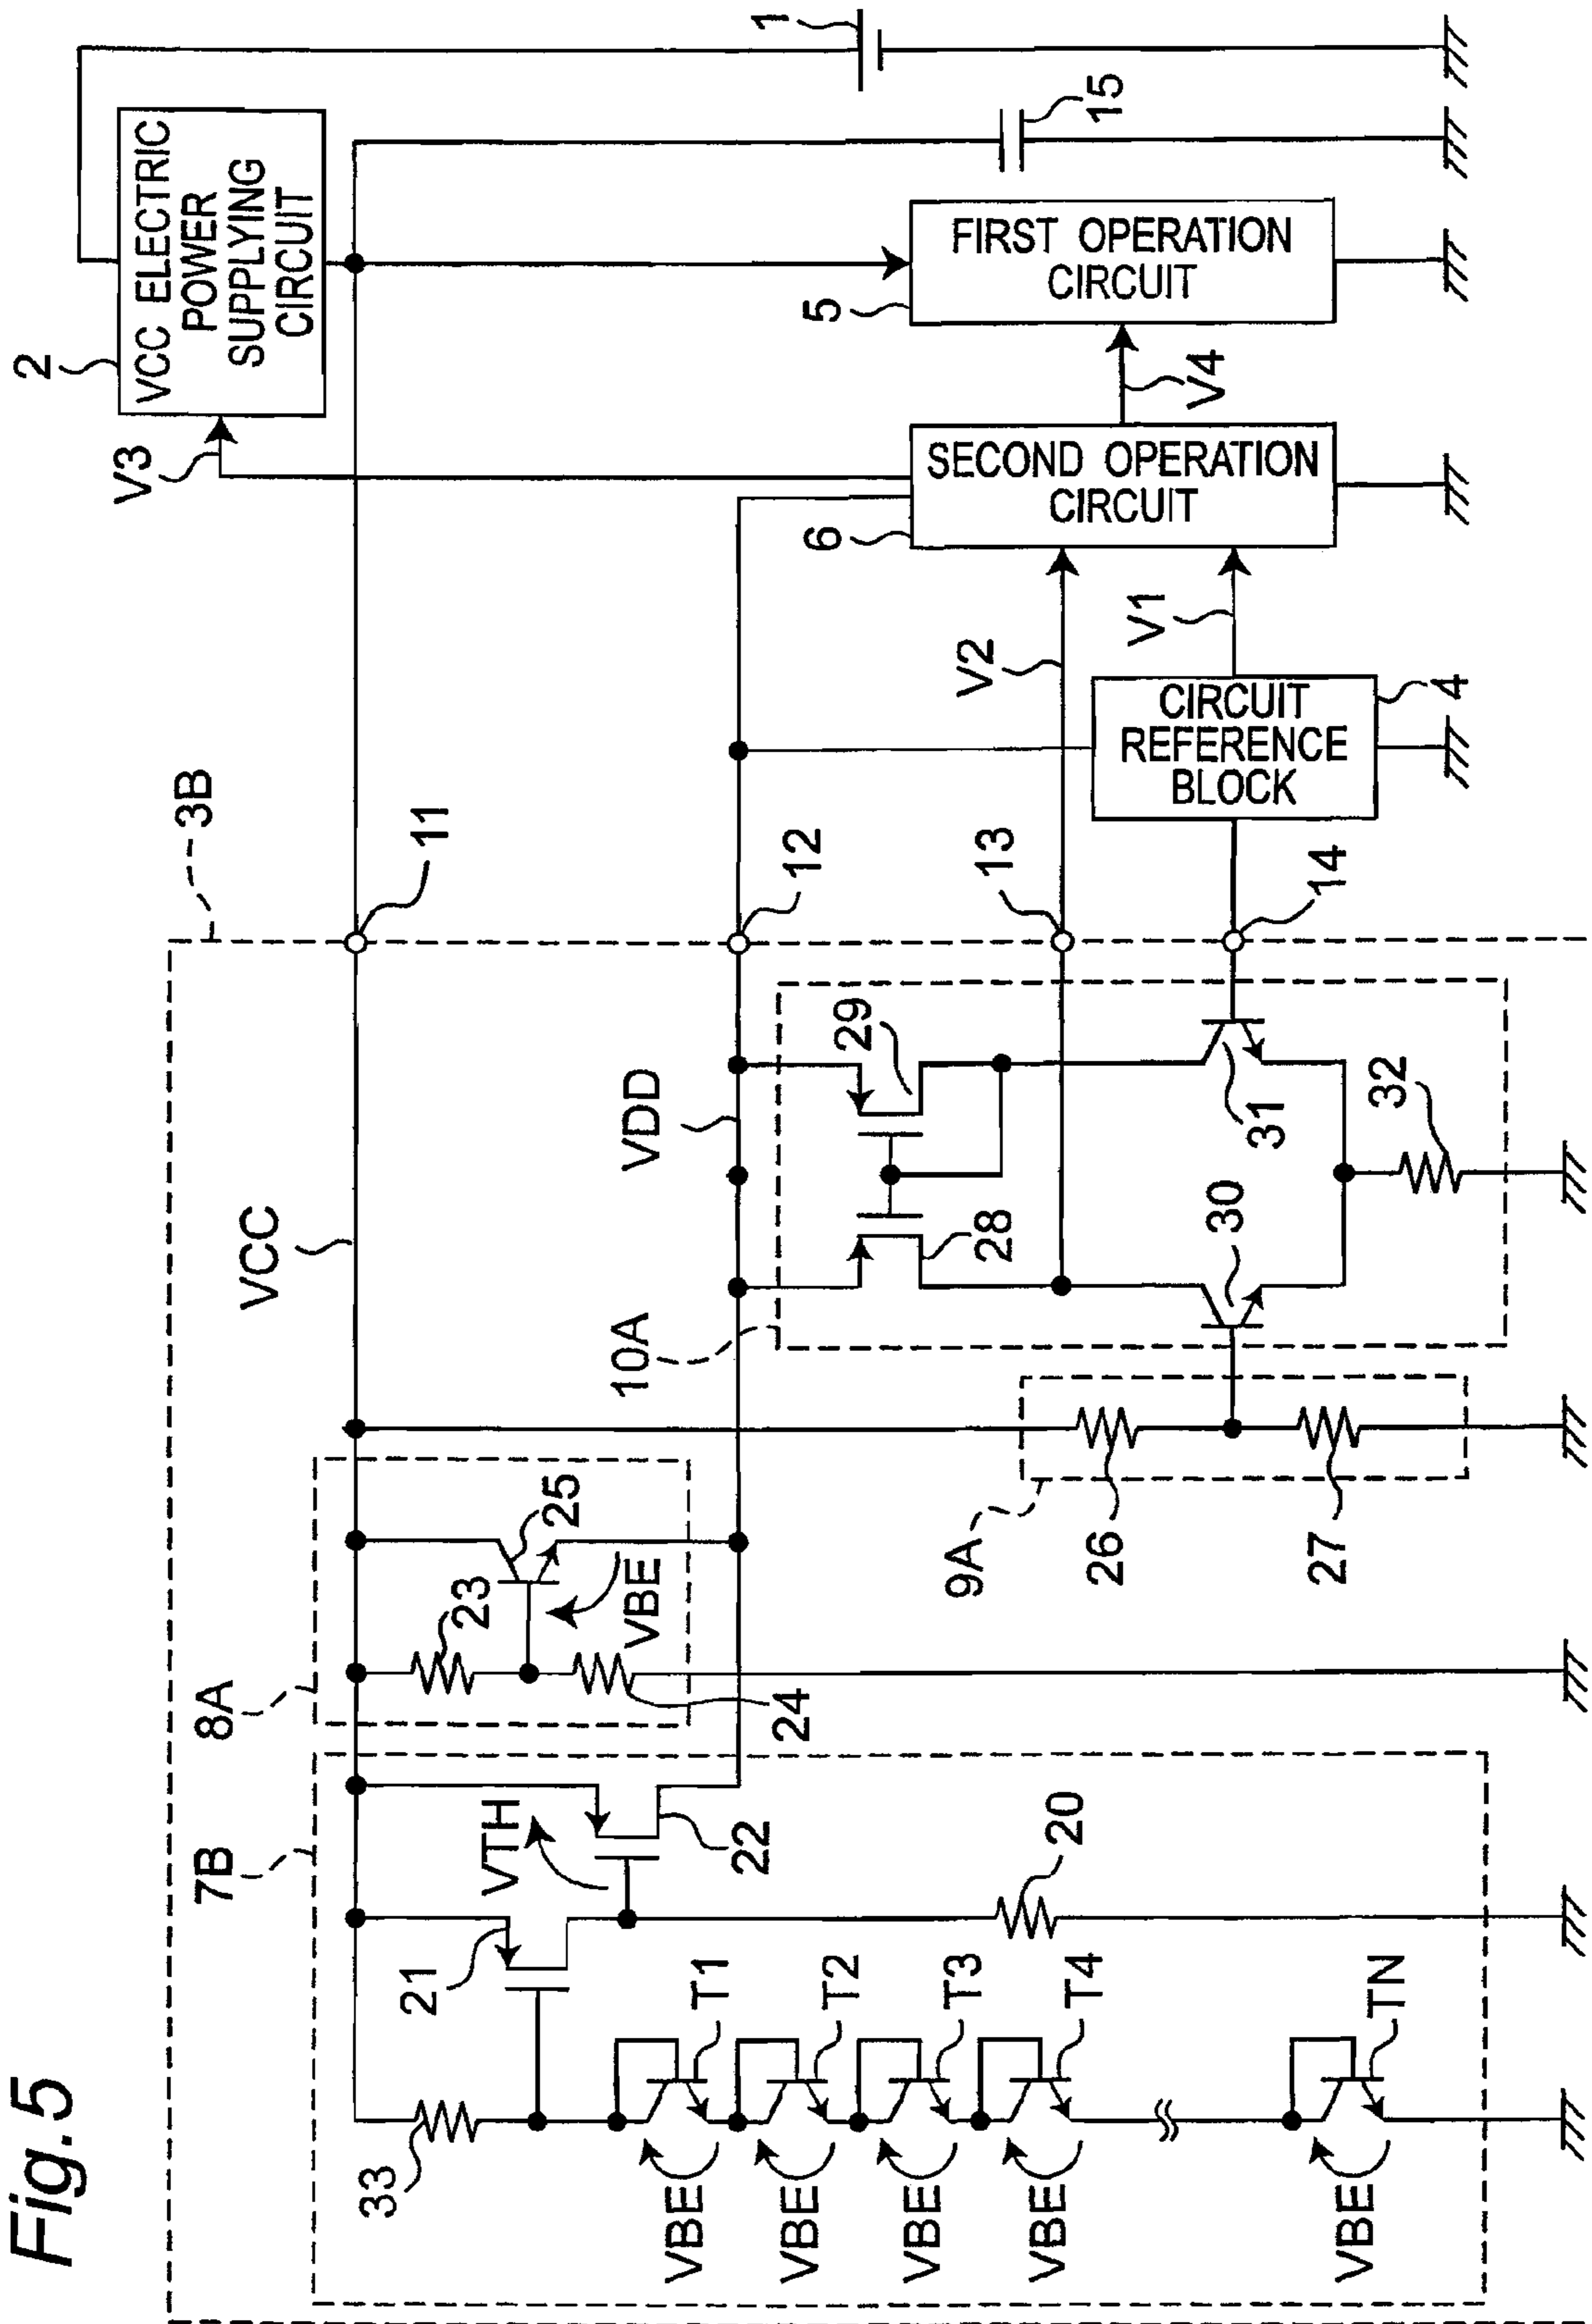 Fig.5
2
VCC ELECTRIC
POWER
SUPPLYING
CIRCUIT
V3
1
15
FIRST OPERATION
CIRCUIT
5
V4
SECOND OPERATION
CIRCUIT
6
V2
V1
CIRCUIT
REFERENCE
BLOCK
4
3B
11
12
13
14
VCC
VDD
29
28
31
30
32
10A
9A
26
27
8A
25
23
VBE
24
7B
VTH
22
21
20
33
T1
T2
T3
T4
TN
VBE
VBE
VBE
VBE
VBE